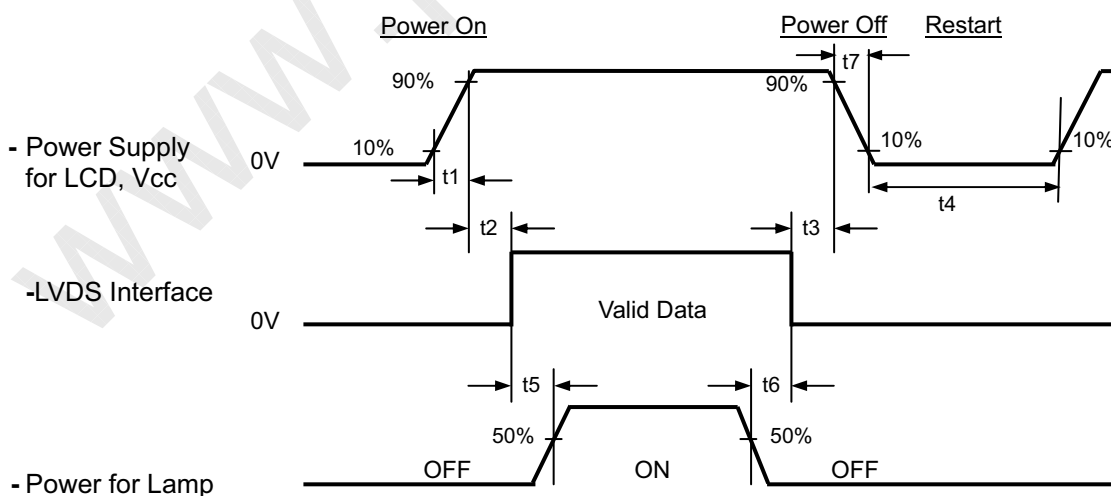 Power On
Power Off
Restart
t7
90%
90%
- Power Supply
for LCD, Vcc
0V
10%
10%
10%
t1
t4
t2
t3
-LVDS Interface
0V
Valid Data
t5
t6
50%
50%
- Power for Lamp
OFF
ON
OFF
www.